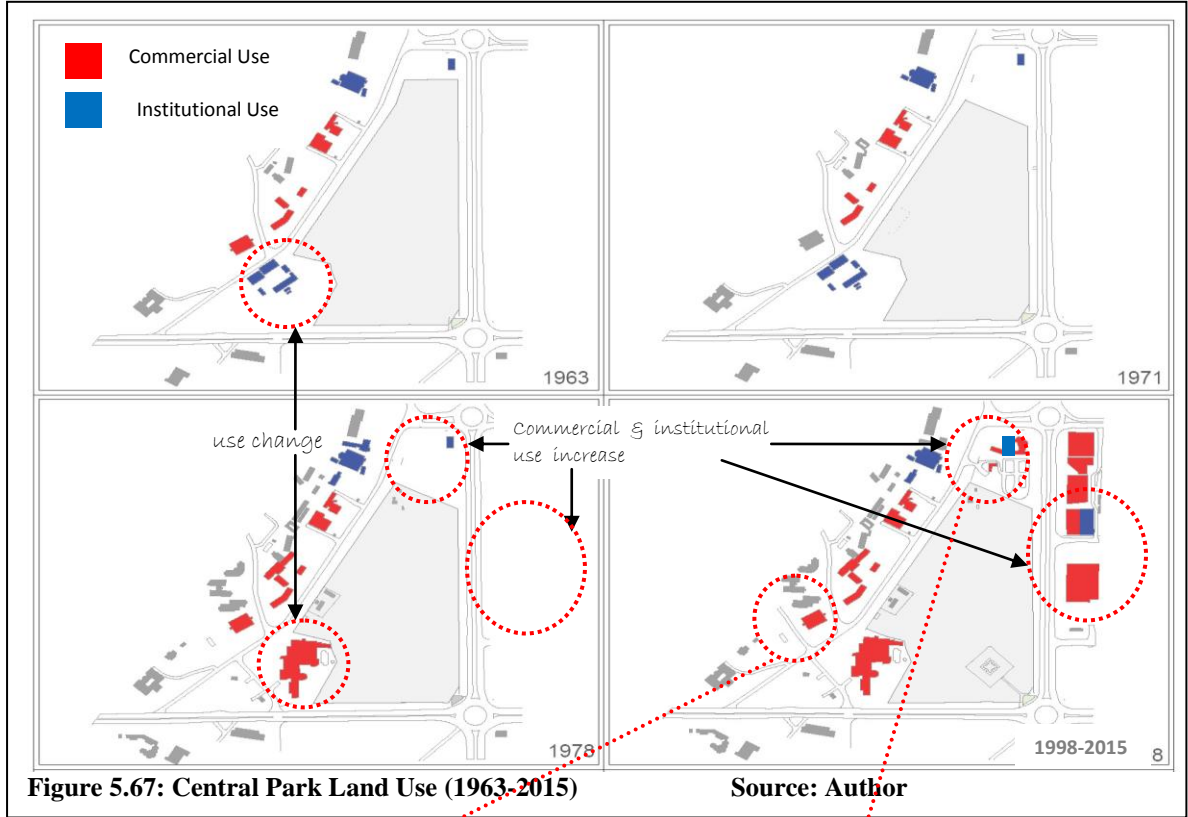 Commercial Use
Institutional Use
1963
1971
use change
Commercial & institutional
use increase
1978
1998-2015
8
Figure 5.67: Central Park Land Use (1963-2015) Source: Author